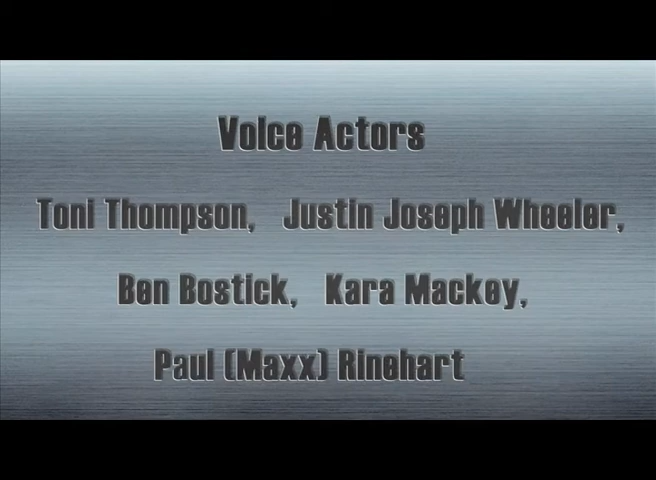 Voice Actors
Toni Thompson, Justin Joseph Wheeler,
Ben Bostick, Kara Mackey,
Paul (Maxx) Rinehart